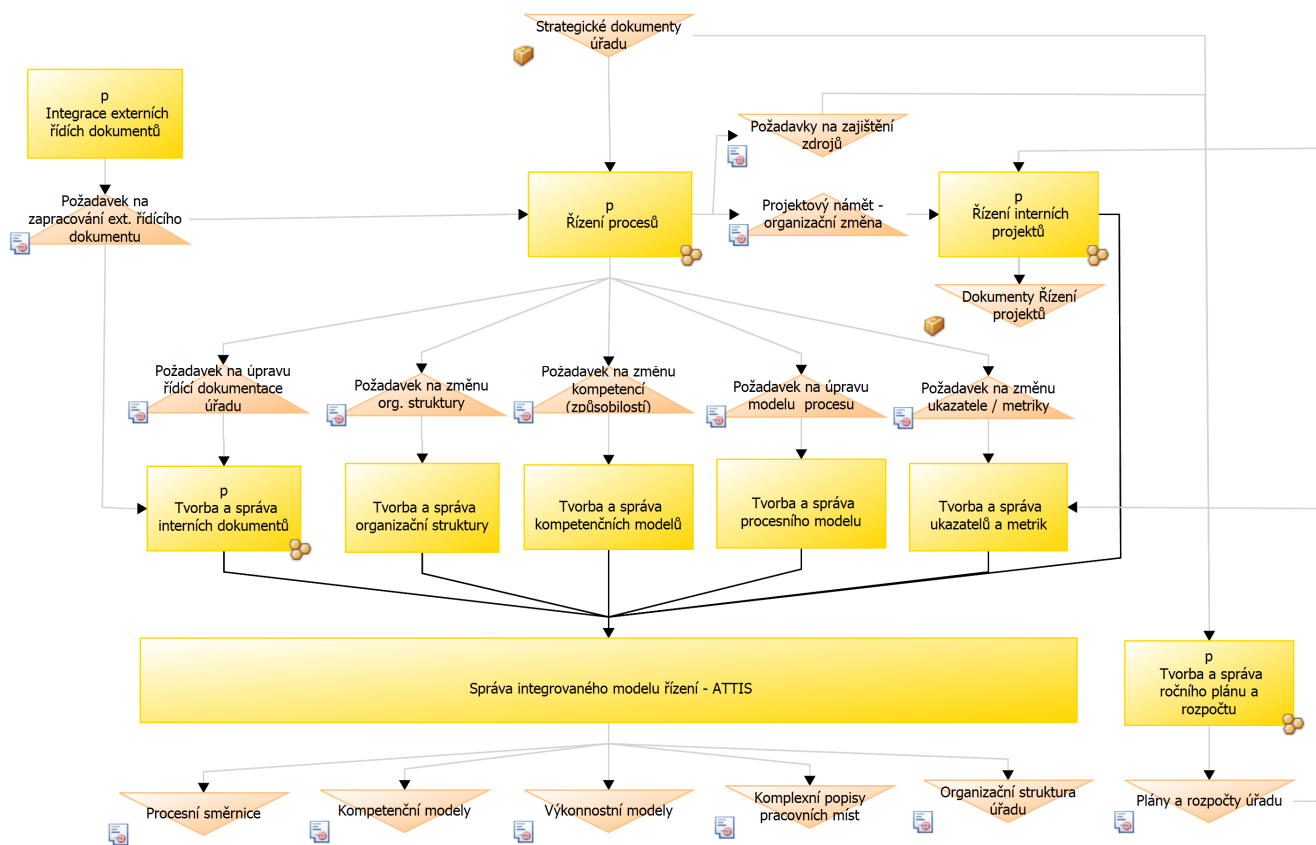 Strategické dokumenty
úřadu
p
Integrace externích
řídích dokumentů
Požadavky na zajištění
zdrojů
Požadavek na
zapracování ext. řídícího
dokumentu
p
Řízení procesů
Projektový námět -
organizační změna
p
Řízení interních
projektů
Dokumenty Řízení
projektů
Požadavek na úpravu
řídící dokumentace
úřadu
Požadavek na změnu
org. struktury
Požadavek na změnu
kompetencí
(způsobilostí)
Požadavek na úpravu
modelu procesu
Požadavek na změnu
ukazatele / metriky
p
Tvorba a správa
interních dokumentů
Tvorba a správa
organizační struktury
Tvorba a správa
kompetenčních modelů
Tvorba a správa
procesního modelu
Tvorba a správa
ukazatelů a metrik
Správa integrovaného modelu řízení - ATTIS
p
Tvorba a správa
ročního plánu a
rozpočtu
Procesní směrnice
Kompetenční modely
Výkonnostní modely
Komplexní popisy
pracovních míst
Organizační struktura
úřadu
Plány a rozpočty úřadu